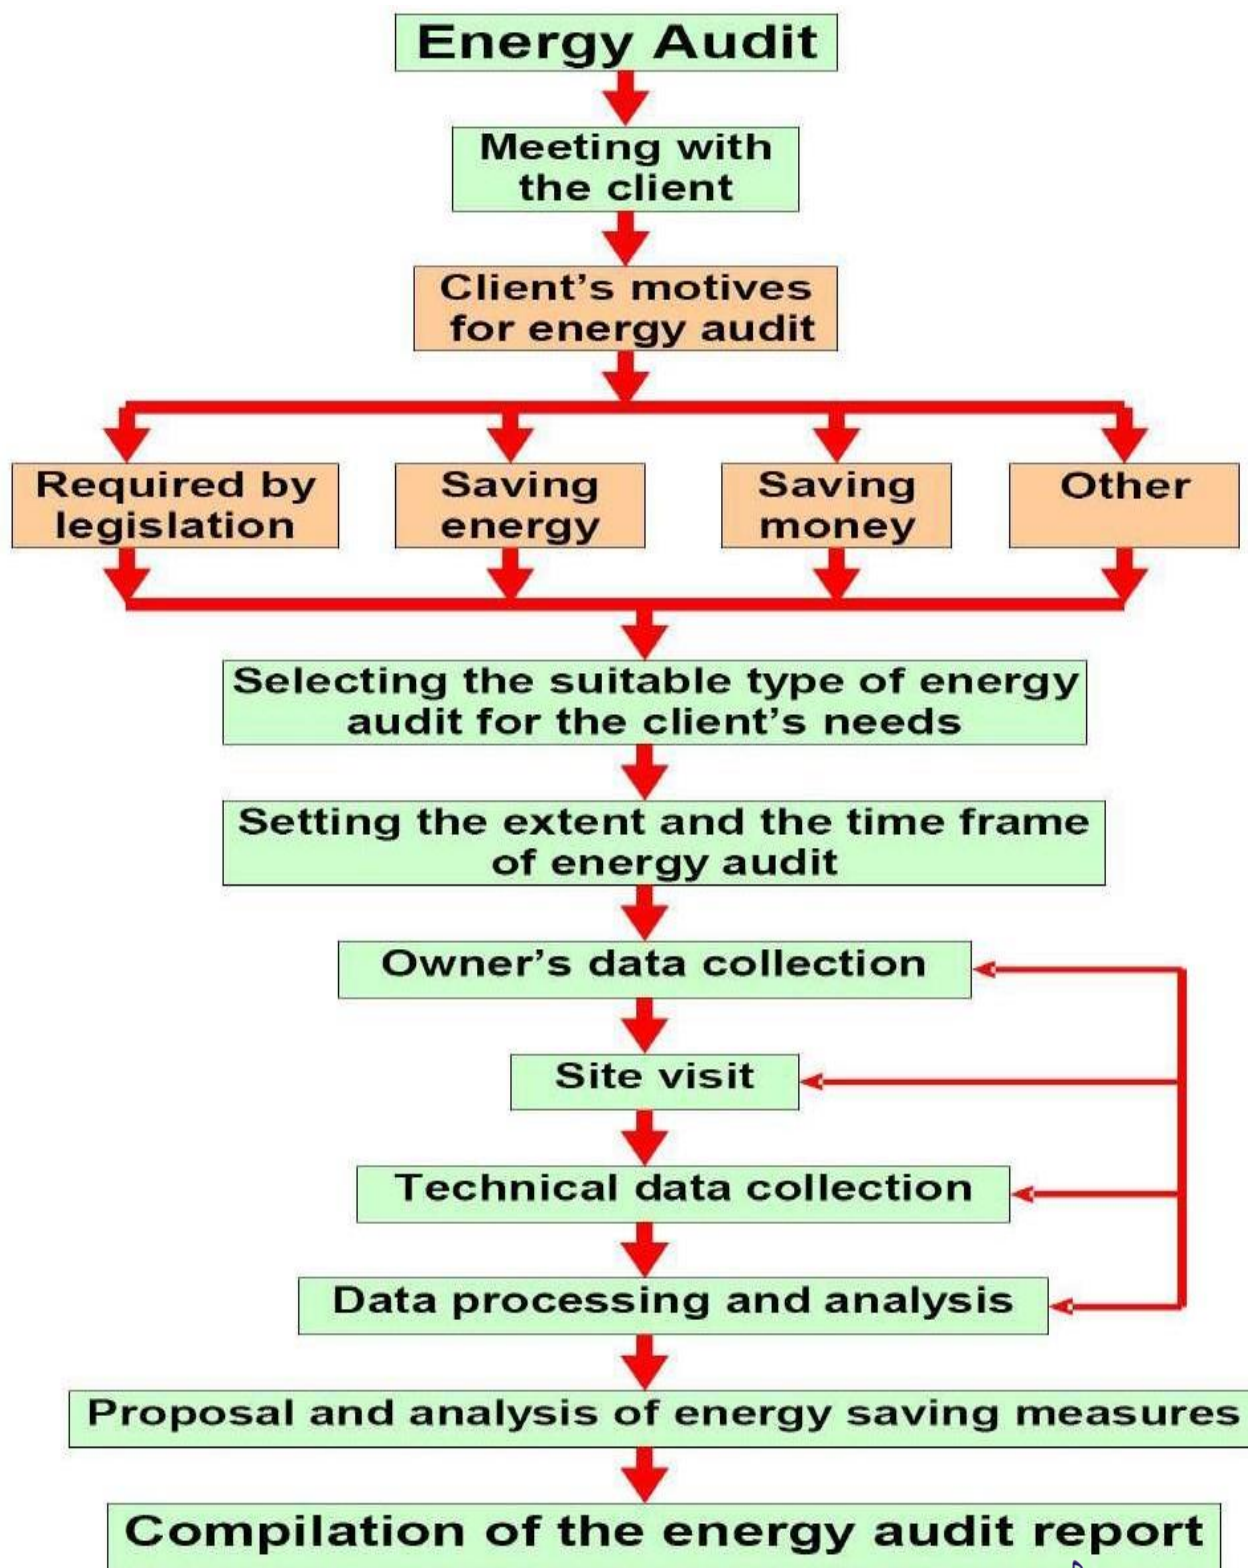 Energy Audit
Meeting with
the client
Client's motives
for energy audit
Required by
legislation
Saving
energy
Saving
money
Other
Selecting the suitable type of energy
audit for the client's needs
Setting the extent and the time frame
of energy audit
Owner's data collection
Site visit
Technical data collection
Data processing and analysis
Proposal and analysis of energy saving measures
Compilation of the energy audit report